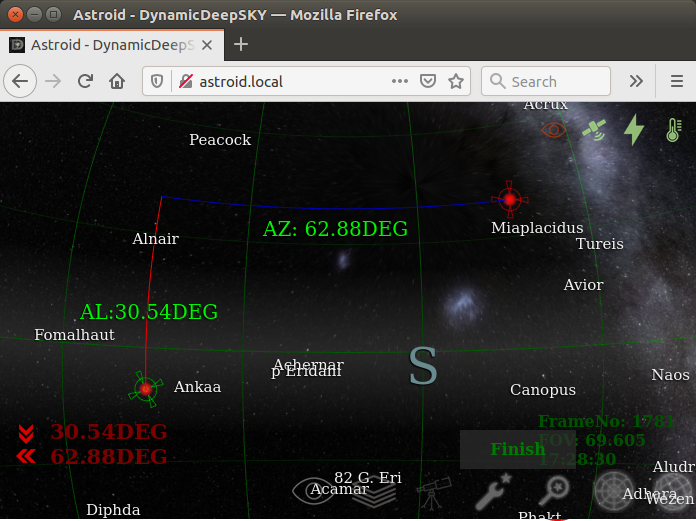 Astroid - DynamicDeepSKY — Mozilla Firefox
Astroid - DynamicDeepS
astroid.local
Search
Acrux
Peacock
Miaplacidus
AZ: 62.88DEG
Alnair
Tureis
Avior
AL:30.54DEG
Fomalhaut
S
Achernar
p Eridani
Naos
Ankaa
Canopus
FrameNo: 1781
30.54DEG
FOV: 69.605
Finish
62.88DEG
17:28:30
Aludr
82 G. Eri
Acamar
Adhara
Wezen
Diphda
Phakt